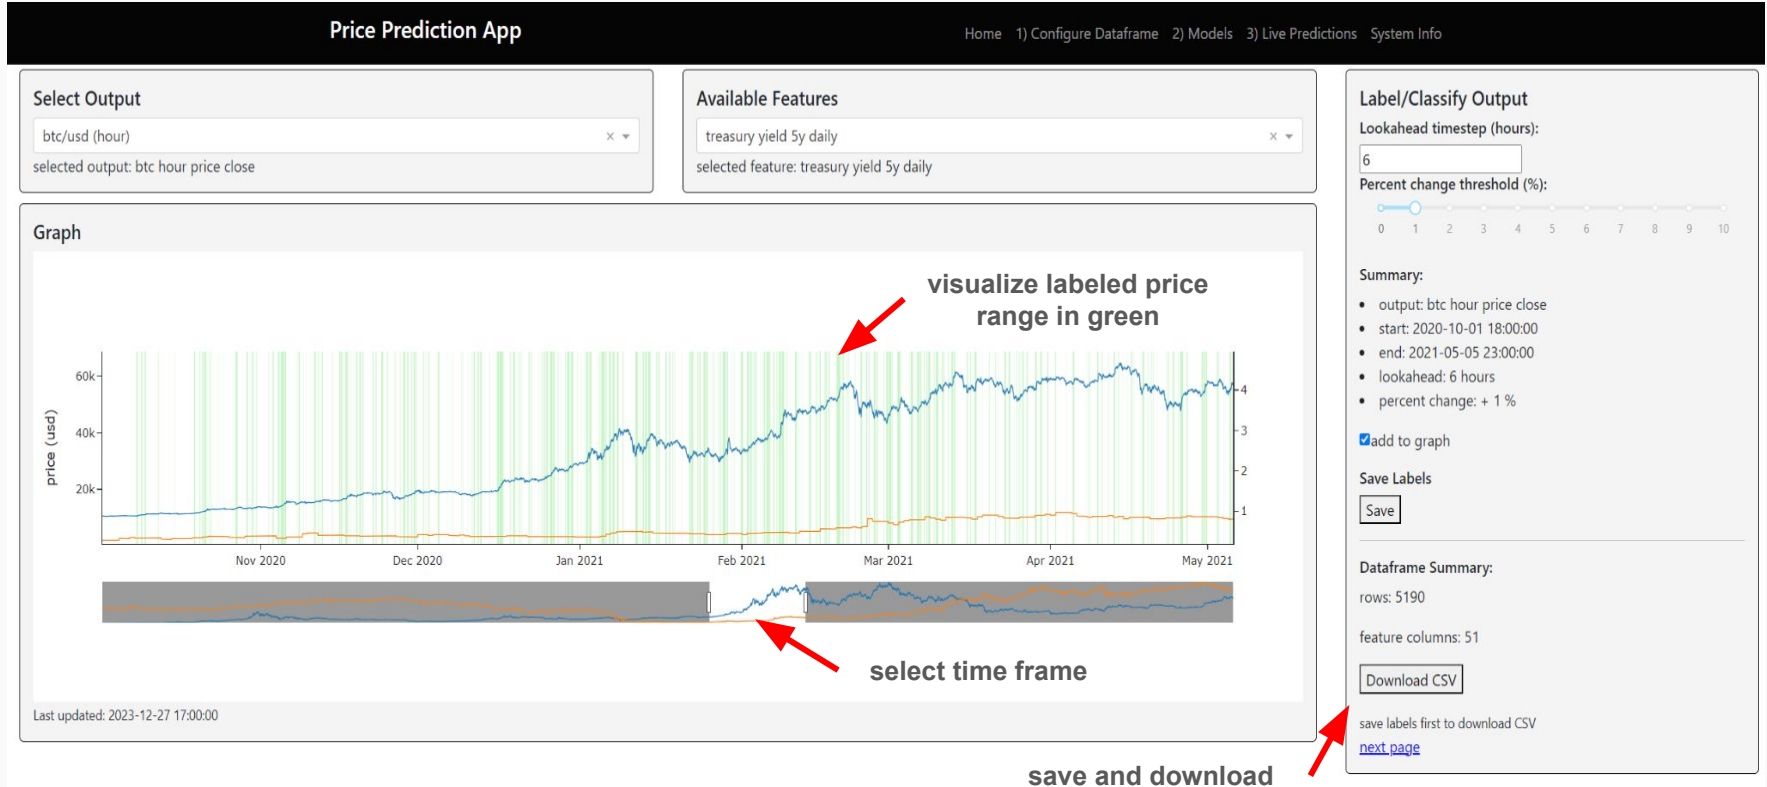 Price Prediction App
Home 1) Configure Dataframe 2) Models 3) Live Predictions System Info
Select Output
btc/usd (hour)
selected output: btc hour price close
Available Features
treasury yield 5y daily
selected feature: treasury yield 5y daily
Graph
visualize labeled price
range in green
price (usd)
60k
40k
20k
4
3
2
1
Nov 2020 Dec 2020 Jan 2021 Feb 2021 Mar 2021 Apr 2021 May 2021
select time frame
Last updated: 2023-12-27 17:00:00
Label/Classify Output
Lookahead timestep (hours):
6
Percent change threshold (%):
0 1 2 3 4 5 6 7 8 9 10
Summary:
• output: btc hour price close
• start: 2020-10-01 18:00:00
• end: 2021-05-05 23:00:00
• lookahead: 6 hours
• percent change: + 1 %
add to graph
Save Labels
Save
Dataframe Summary:
rows: 5190
feature columns: 51
Download CSV
save labels first to download CSV
next page
save and download